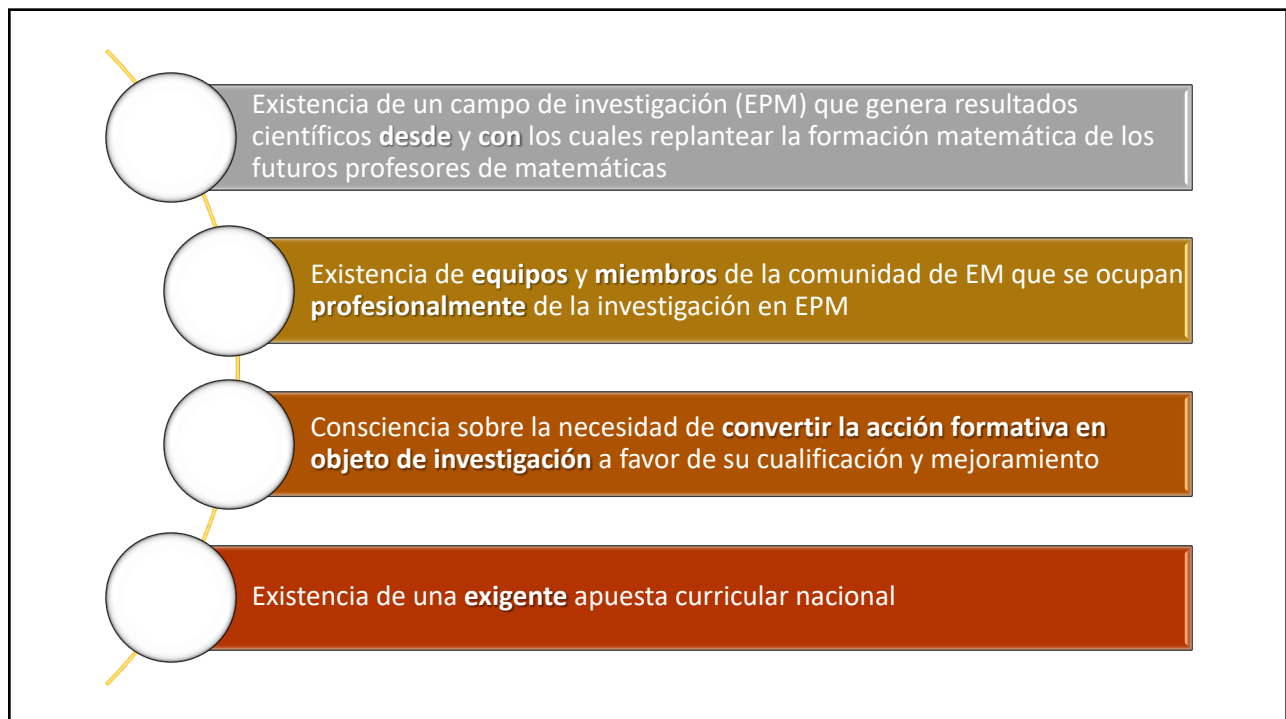 Existencia de un campo de investigación (EPM) que genera resultados
científicos desde y con los cuales replantear la formación matemática de los
futuros profesores de matemáticas
Existencia de equipos y miembros de la comunidad de EM que se ocupan
profesionalmente de la investigación en EPM
Consciencia sobre la necesidad de convertir la acción formativa en
objeto de investigación a favor de su cualificación y mejoramiento
Existencia de una exigente apuesta curricular nacional